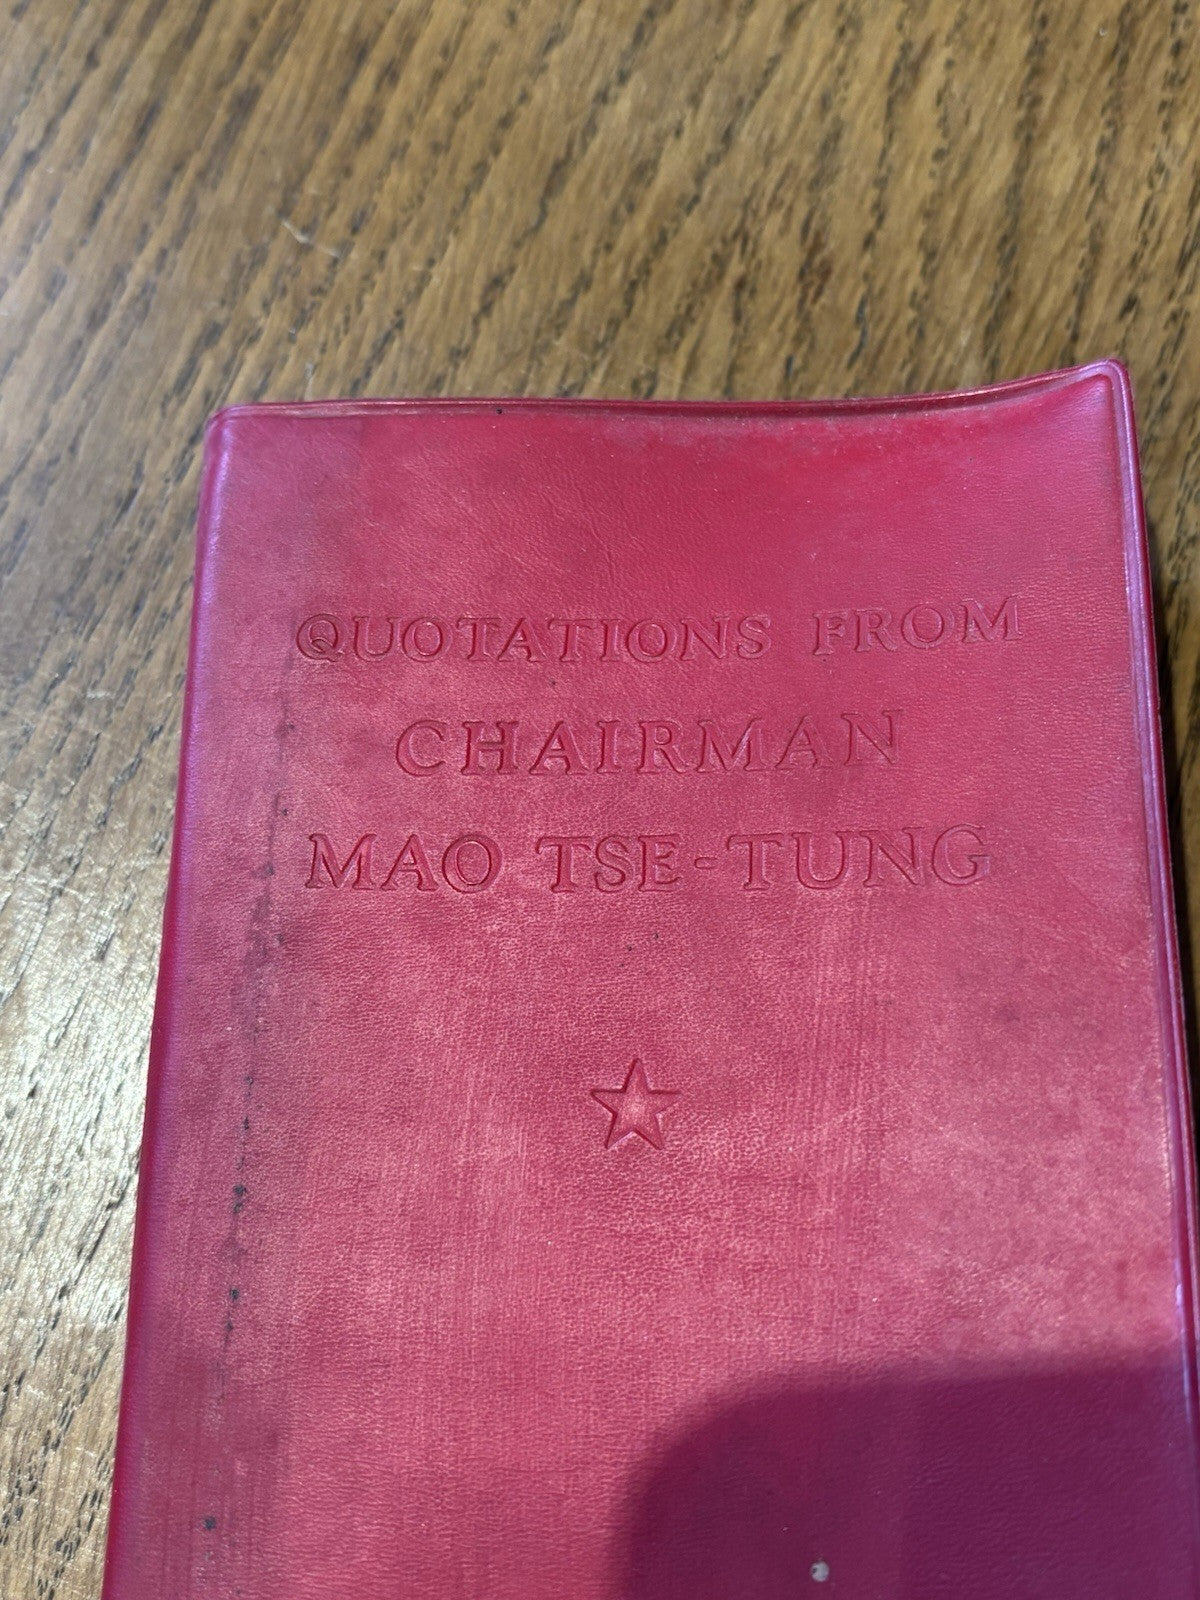 QUOTATIONS FROM
CHAIRMAN
MAO TSE-TUNG